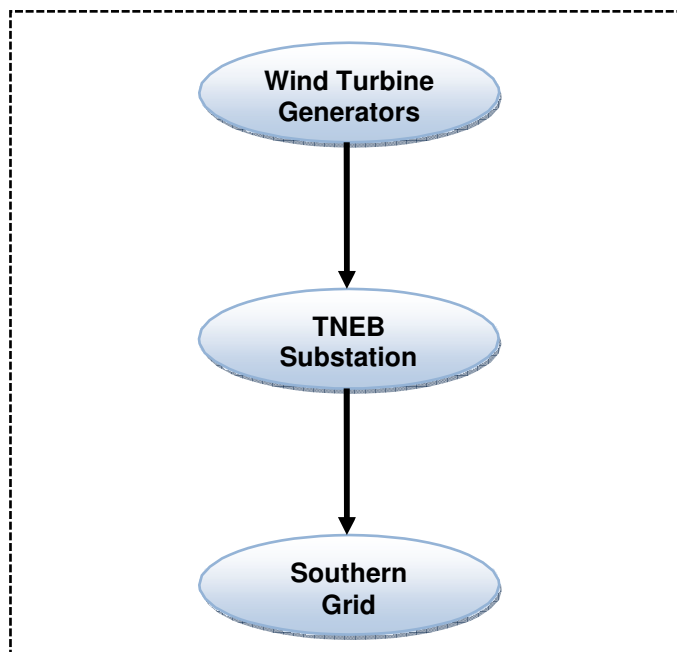 Wind Turbine
Generators
TNEB
Substation
Southern
Grid